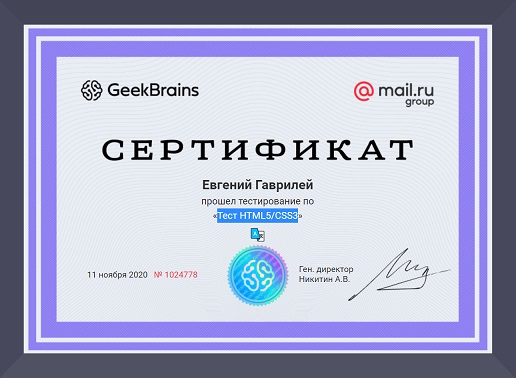 GeekBrains
@mail.ru
group
СЕРТИФИКАТ
Евгений Гаврилей
прошел тестирование по
«Тест HTML5/CSS3»
11 ноября 2020 № 1024778
Ген. директор
Никитин А.В.